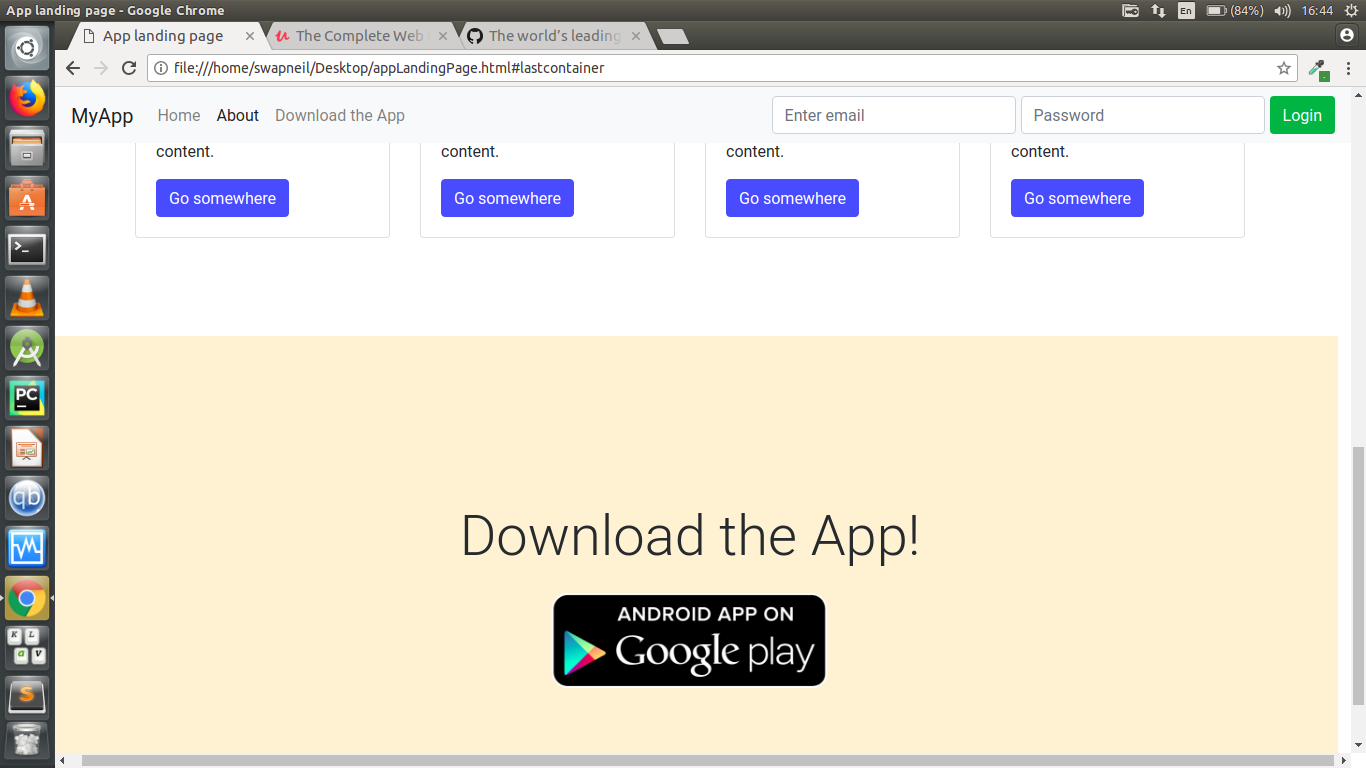 App landing page - Google Chrome
En (84%) 16:44
App landing page The Complete Web The world's leading
file:///home/swapneil/Desktop/appLandingPage.html#lastcontainer
MyApp Home About Download the App Enter email Password Login
content. content. content. content.
Go somewhere Go somewhere Go somewhere Go somewhere
Download the App!
ANDROID APP ON
Google play
PC
qb
K L
a v
S